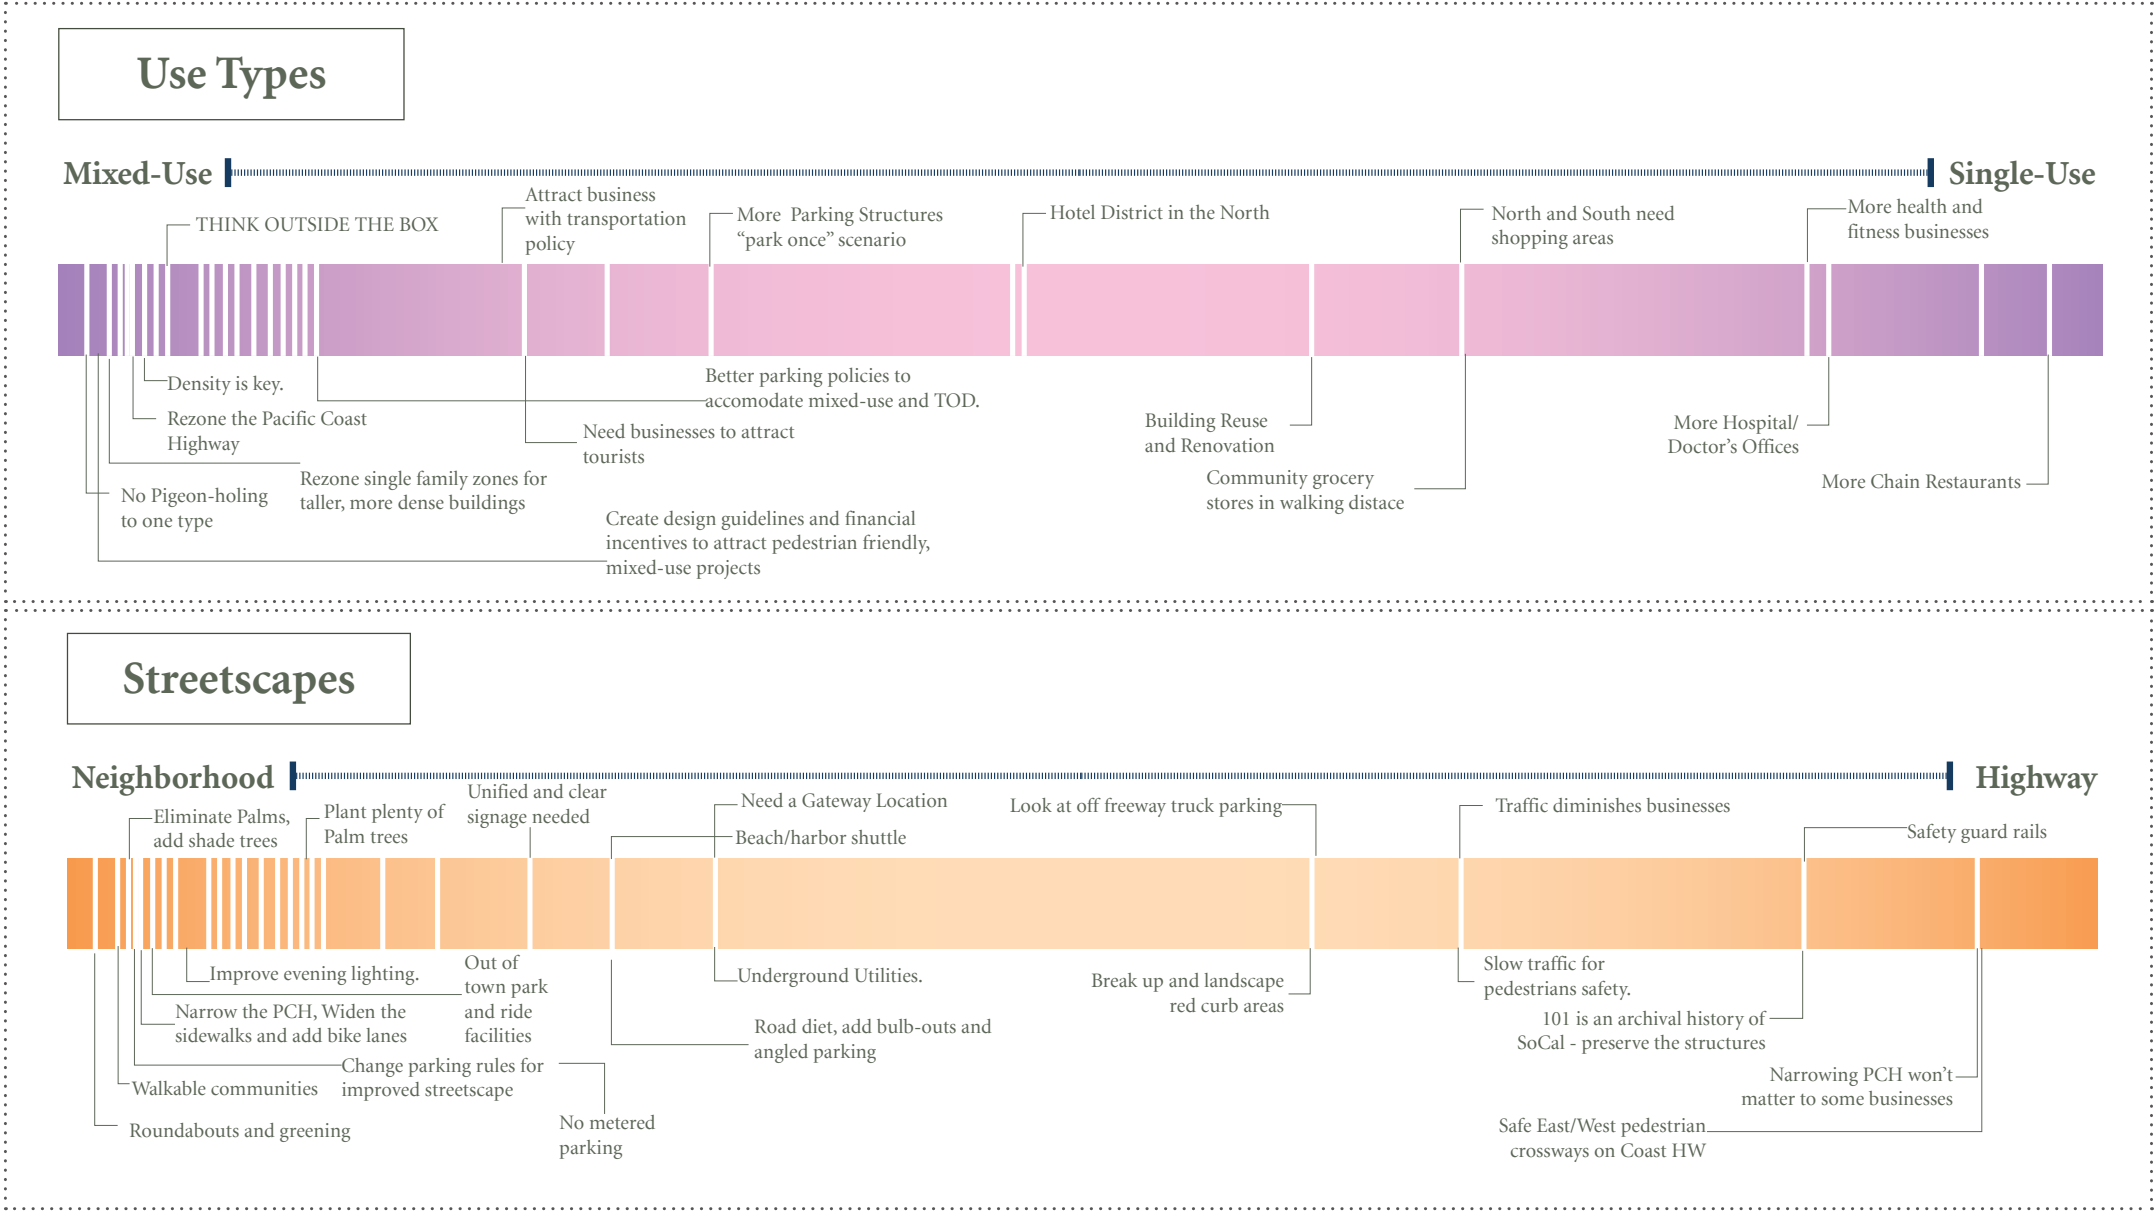 Use Types
Mixed-Use
Single-Use
THINK OUTSIDE THE BOX
Attract business
with transportation
policy
More Parking Structures
“park once” scenario
Hotel District in the North
North and South need
shopping areas
More health and
fitness businesses
Density is key.
Rezone the Pacific Coast
Highway
No Pigeon-holing
to one type
Rezone single family zones for
taller, more dense buildings
Better parking policies to
accomodate mixed-use and TOD.
Need businesses to attract
tourists
Create design guidelines and financial
incentives to attract pedestrian friendly,
mixed-use projects
Building Reuse
and Renovation
Community grocery
stores in walking distace
More Hospital/
Doctor’s Offices
More Chain Restaurants
Streetscapes
Neighborhood
Highway
Eliminate Palms,
add shade trees
Plant plenty of
Palm trees
Unified and clear
signage needed
Need a Gateway Location
Beach/harbor shuttle
Look at off freeway truck parking
Traffic diminishes businesses
Safety guard rails
Improve evening lighting.
Out of
town park
and ride
facilities
Narrow the PCH, Widen the
sidewalks and add bike lanes
Change parking rules for
improved streetscape
Walkable communities
Roundabouts and greening
No metered
parking
Underground Utilities.
Road diet, add bulb-outs and
angled parking
Break up and landscape
red curb areas
Slow traffic for
pedestrians safety.
101 is an archival history of
SoCal - preserve the structures
Narrowing PCH won’t
matter to some businesses
Safe East/West pedestrian
crossways on Coast HW